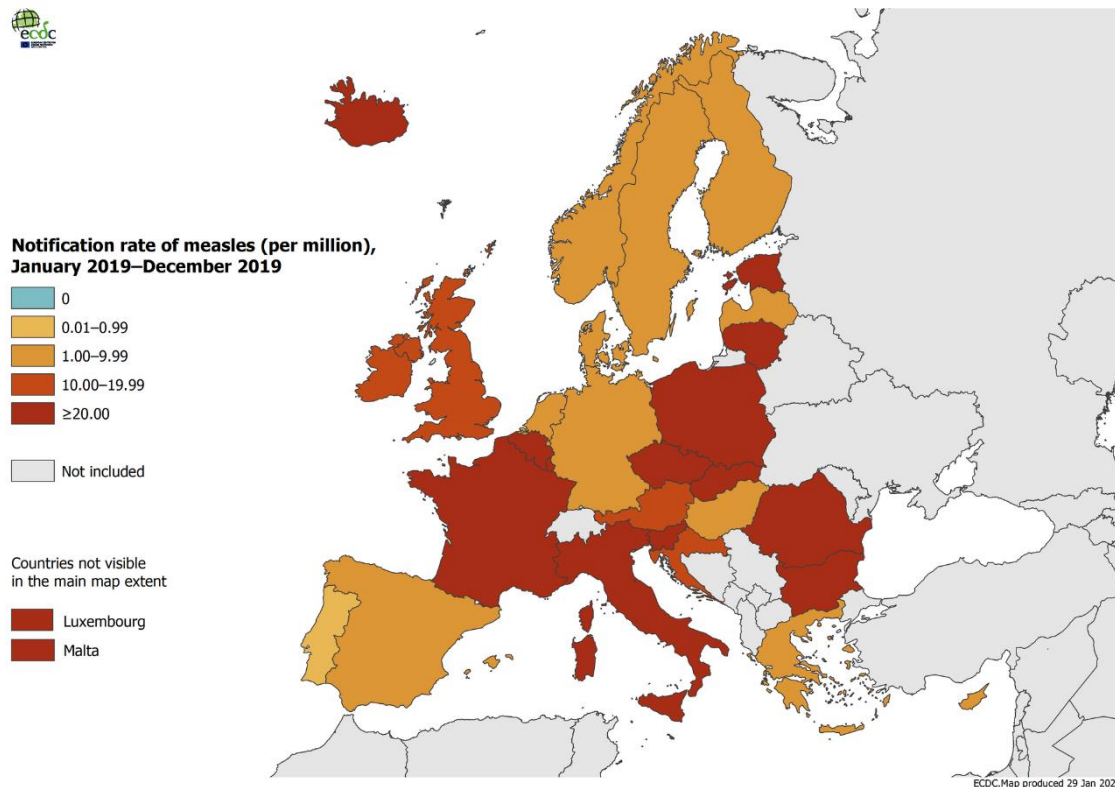 ecdc
Notification rate of measles (per million),
January 2019–December 2019
0
0.01–0.99
1.00–9.99
10.00–19.99
≥20.00
Not included
Countries not visible
in the main map extent
Luxembourg
Malta
ECDC.Map produced 29 Jan 202